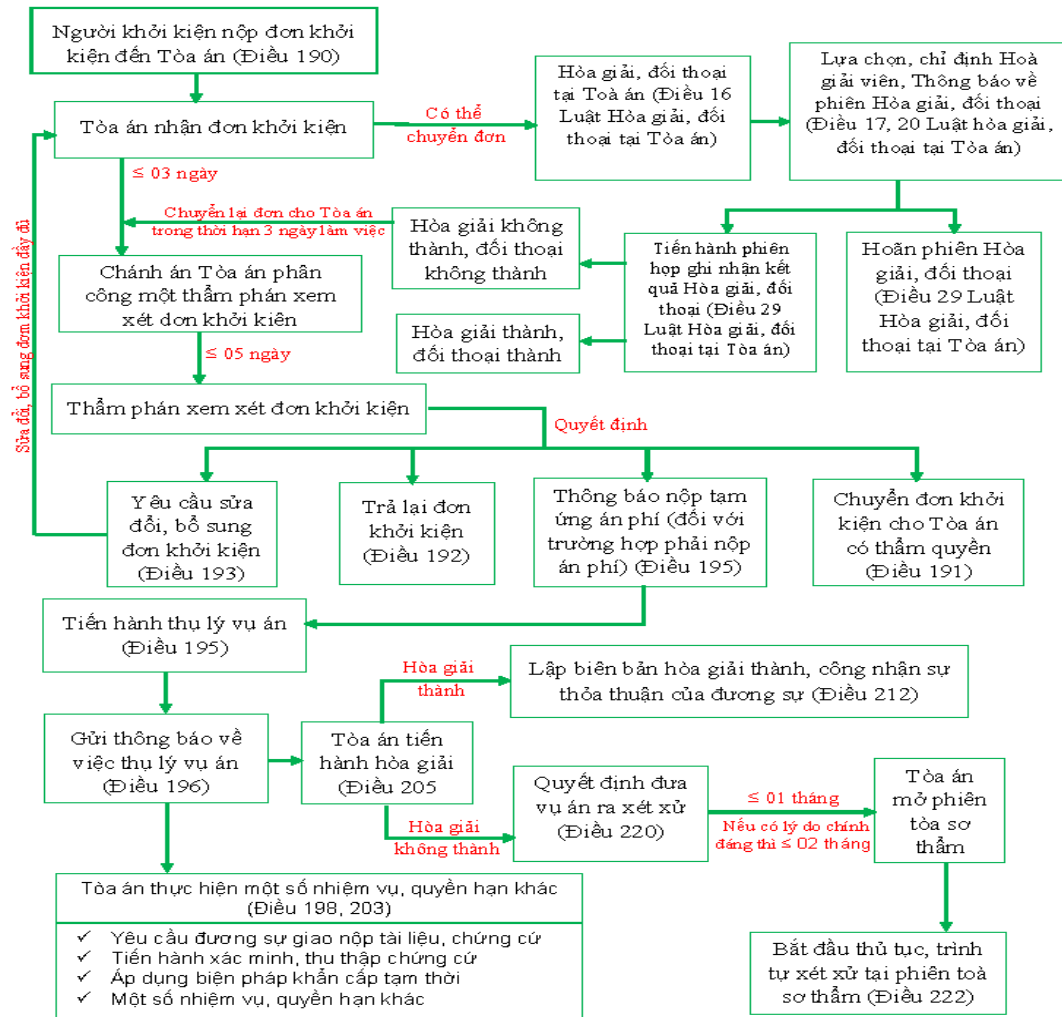 Người khởi kiện nộp đơn khởi
kiện đến Tòa án (Điều 190)
Tòa án nhận đơn khởi kiện
Có thể
chuyển đơn
Hòa giải, đối thoại
tại Toà án (Điều 16
Luật Hòa giải, đối
thoại tại Tòa án)
Lựa chọn, chỉ định Hoà
giải viên, Thông báo về
phiên Hòa giải, đối thoại
(Điều 17, 20 Luật hòa giải,
đối thoại tại Tòa án)
≤ 03 ngày
Chuyển lại đơn cho Tòa án
trong thời hạn 3 ngày làm việc
Hòa giải không
thành, đối thoại
không thành
Tiến hành phiên
họp ghi nhận kết
quả Hòa giải, đối
thoại (Điều 29
Luật Hòa giải, đối
thoại tại Tòa án)
Hoãn phiên Hòa
giải, đối thoại
(Điều 29 Luật
Hòa giải, đối
thoại tại Tòa án)
Chánh án Tòa án phân
công một thẩm phán xem
xét dơn khởi kiên
Hòa giải thành,
đối thoại thành
≤ 05 ngày
Sửa đổi, bổ sung đơm khởi kiện đầy đủ
Thẩm phán xem xét đơn khởi kiện
Quyết định
Yêu cầu sửa
đổi, bổ sung
đơn khởi kiện
(Điều 193)
Trả lại đơn
khởi kiện
(Điều 192)
Thông báo nộp tạm
ứng án phí (đối với
trường hợp phải nộp
án phí) (Điều 195)
Chuyển đơn khởi
kiện cho Tòa án
có thẩm quyền
(Điều 191)
Tiến hành thụ lý vụ án
(Điều 195)
Hòa giải
thành
Lập biên bản hòa giải thành, công nhận sự
thỏa thuận của đương sự (Điều 212)
Gửi thông báo về
việc thụ lý vụ án
(Điều 196)
Tòa án tiến
hành hòa giải
(Điều 205
Hòa giải
không thành
Quyết định đưa
vụ án ra xét xử
(Điều 220)
≤ 01 tháng
Nếu có lý do chính
đáng thì ≤ 02 tháng
Tòa án
mở phiên
tòa sơ
thẩm
Tòa án thực hiện một số nhiệm vụ, quyền hạn khác
(Điều 198, 203)
✓ Yêu cầu đương sự giao nộp tài liệu, chứng cứ
✓ Tiến hành xác minh, thu thập chứng cứ
✓ Áp dụng biện pháp khẩn cấp tạm thời
✓ Một số nhiệm vụ, quyền hạn khác
Bắt đầu thủ tục, trình
tự xét xử tại phiên toà
sơ thẩm (Điều 222)